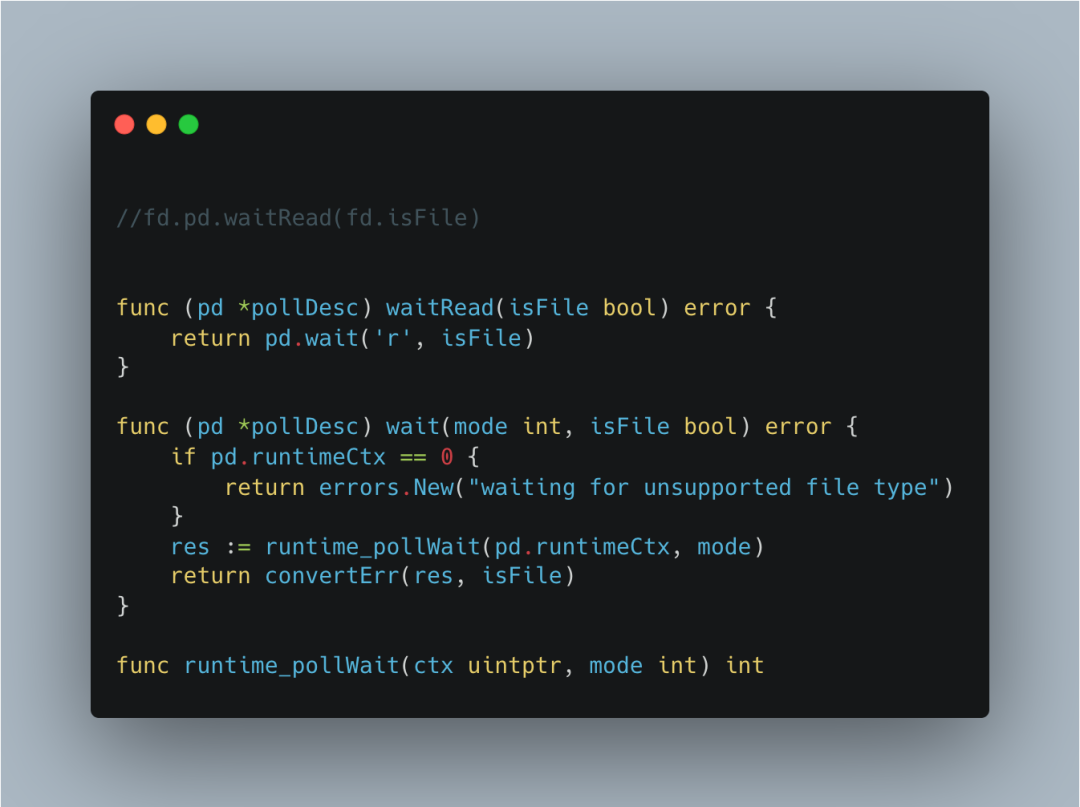 //fd.pd.waitRead(fd.isFile)
func (pd *pollDesc) waitRead(isFile bool) error {
    return pd.wait('r', isFile)
}
func (pd *pollDesc) wait(mode int, isFile bool) error {
    if pd.runtimeCtx == 0 {
        return errors.New("waiting for unsupported file type")
    }
    res := runtime_pollWait(pd.runtimeCtx, mode)
    return convertErr(res, isFile)
}
func runtime_pollWait(ctx uintptr, mode int) int